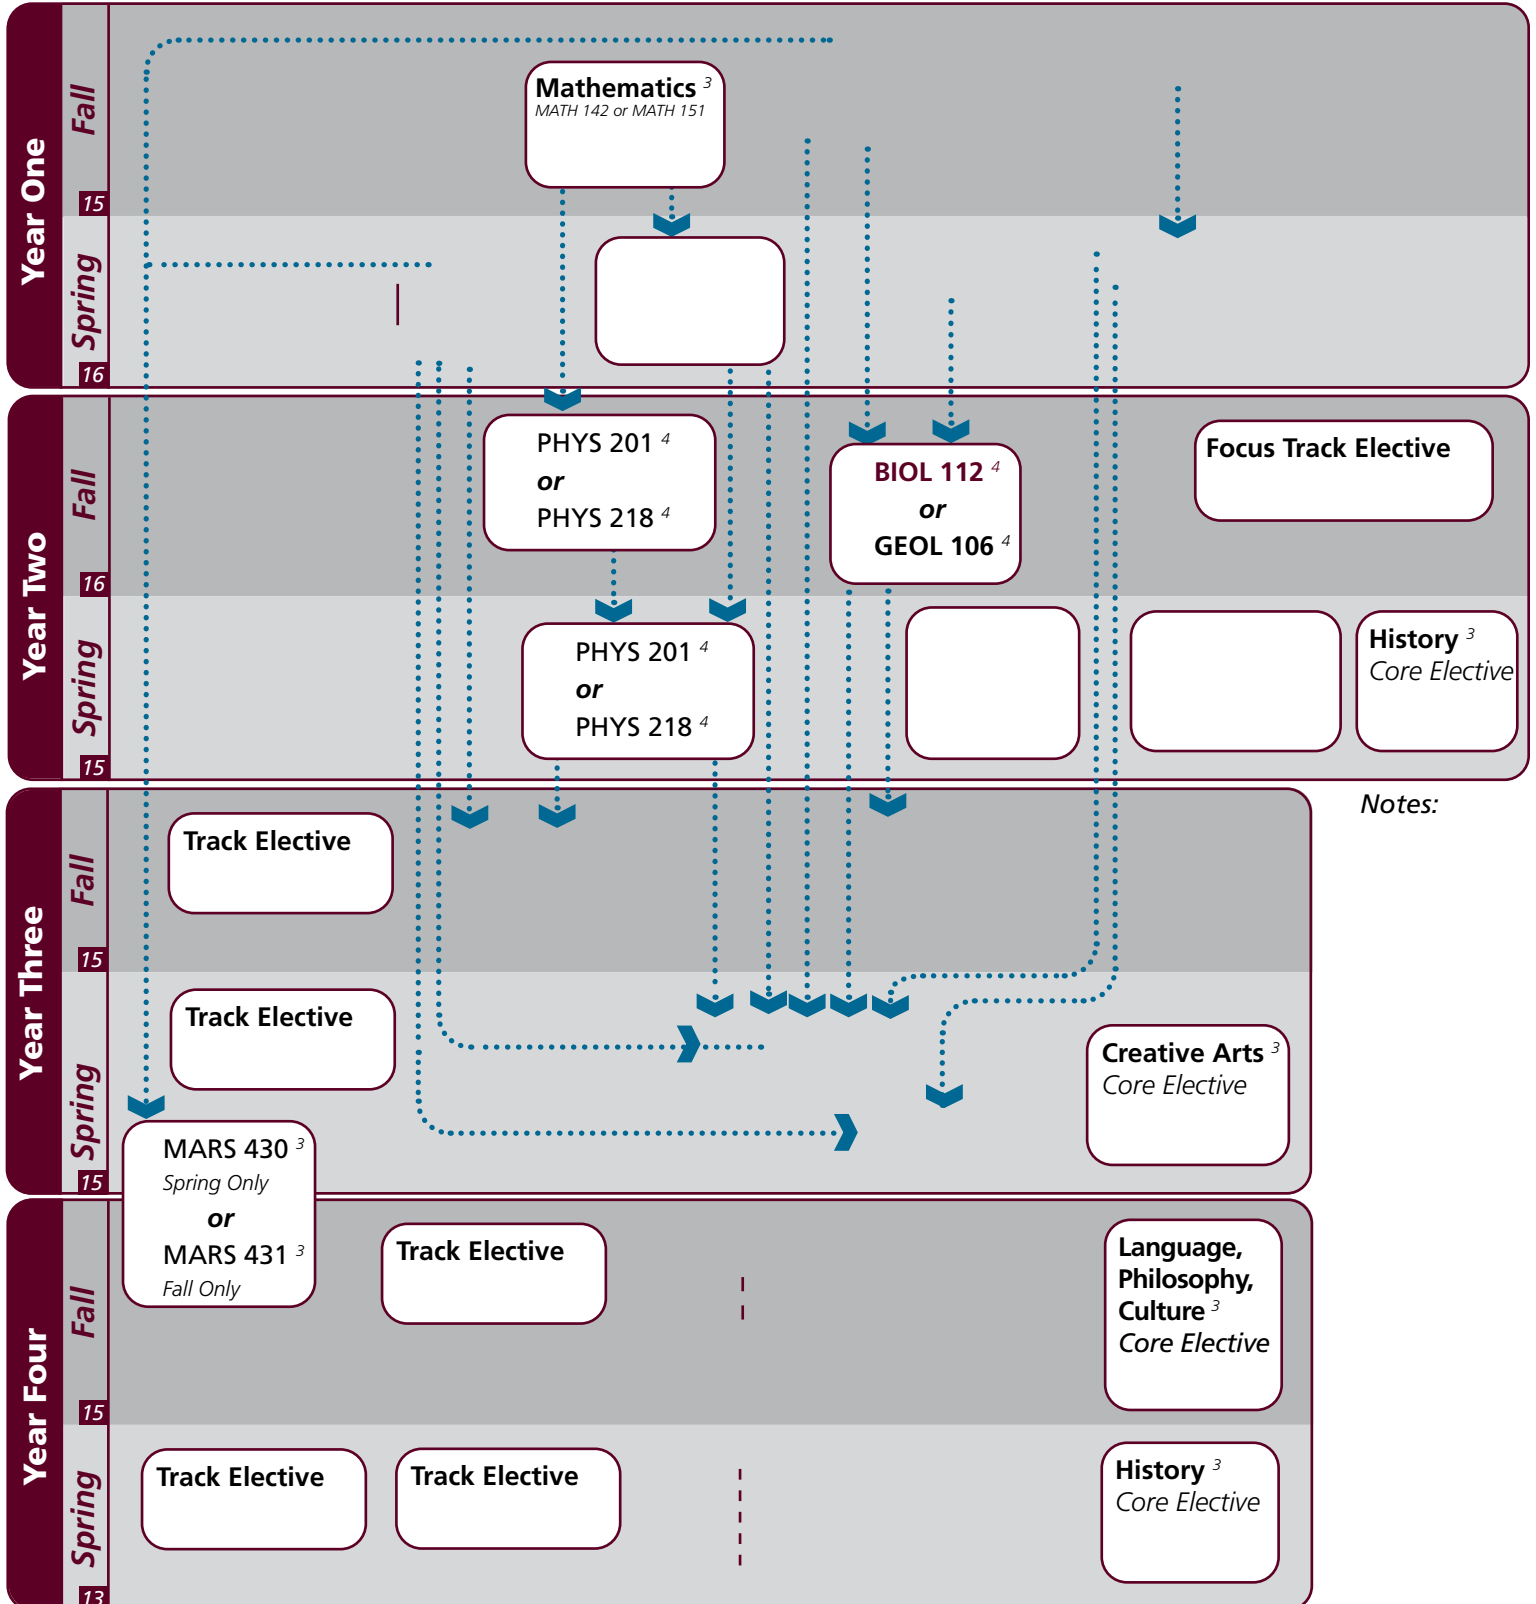 Year One
Fall
Mathematics 3
MATH 142 or MATH 151
15
Spring
16
Year Two
Fall
PHYS 201 4
or
PHYS 218 4
BIOL 112 4
or
GEOL 106 4
Focus Track Elective
16
Spring
PHYS 201 4
or
PHYS 218 4
History 3
Core Elective
15
Notes:
Year Three
Fall
Track Elective
15
Spring
Track Elective
Creative Arts 3
Core Elective
15
MARS 430 3
Spring Only
or
MARS 431 3
Fall Only
Year Four
Fall
Track Elective
Language,
Philosophy,
Culture 3
Core Elective
15
Spring
Track Elective
Track Elective
History 3
Core Elective
13